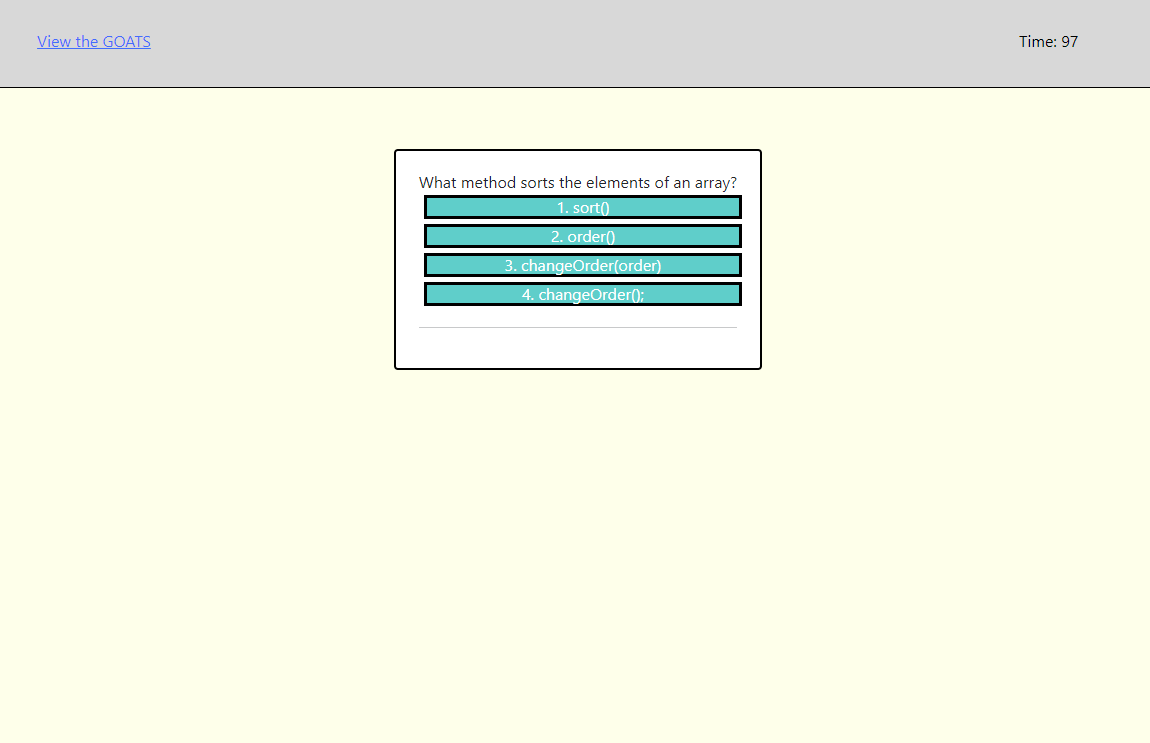 View the GOATS
Time: 97
What method sorts the elements of an array?
1. sort()
2. order()
3. changeOrder(order)
4. changeOrder();